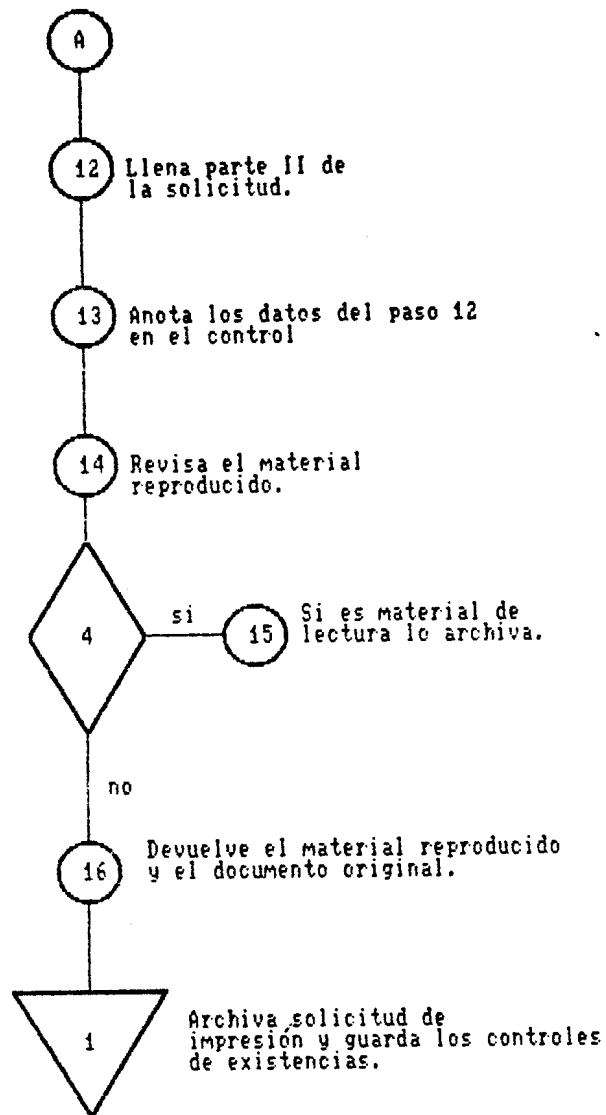 A
12 Llena parte II de
la solicitud.
13 Anota los datos del paso 12
en el control
14 Revisa el material
reproducido.
4
si
15 Si es material de
lectura lo archiva.
no
16 Devuelve el material reproducido
y el documento original.
1
Archiva solicitud de
impresión y guarda los controles
de existencias.